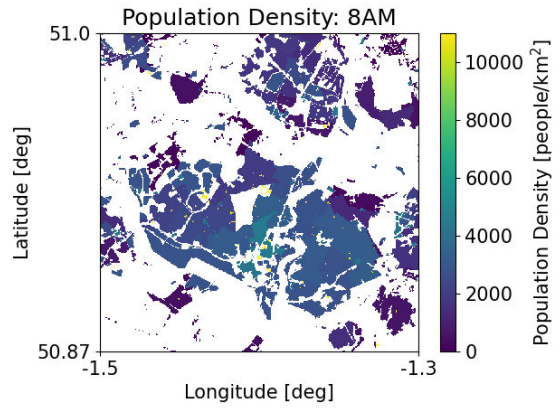 Population Density: 8AM
51.0
50.87
-1.5
-1.3
Latitude [deg]
Longitude [deg]
10000
8000
6000
4000
2000
0
Population Density [people/km²]